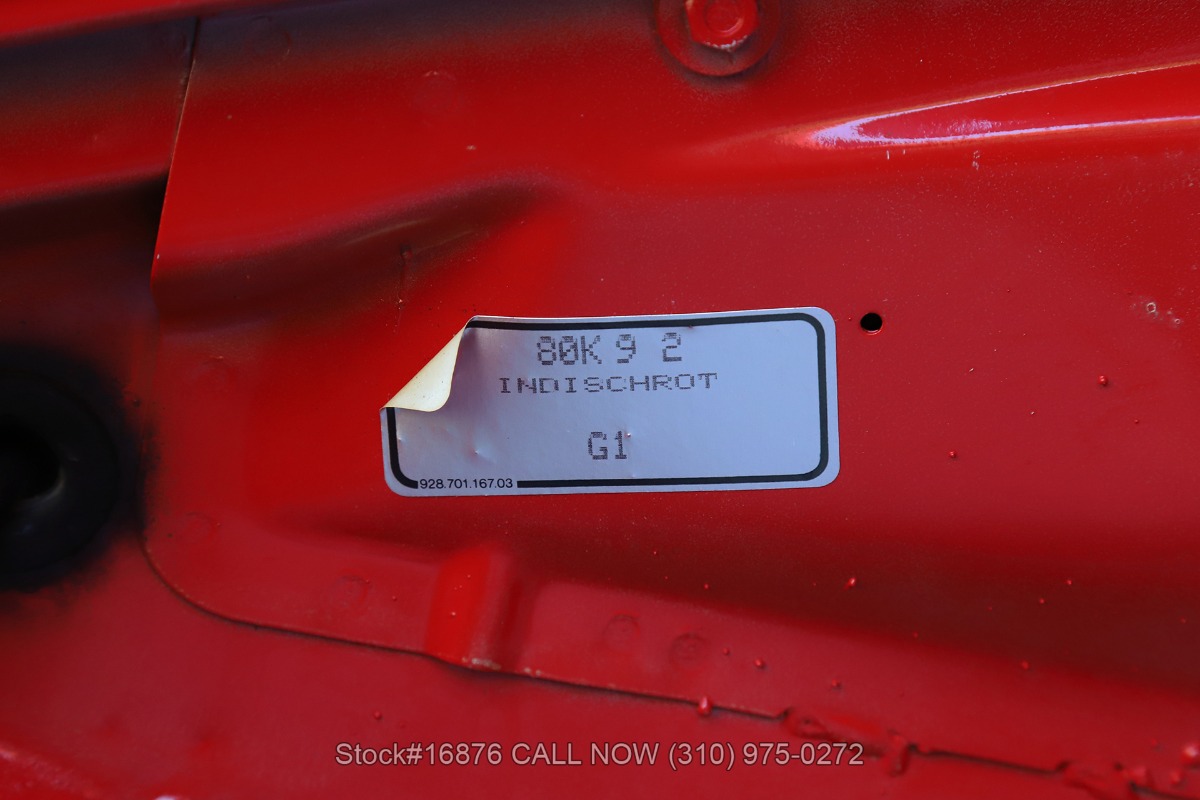 80K 9 2
INDISCHROT
G1
928.701.167.03
Stock#16876 CALL NOW (310) 975-0272